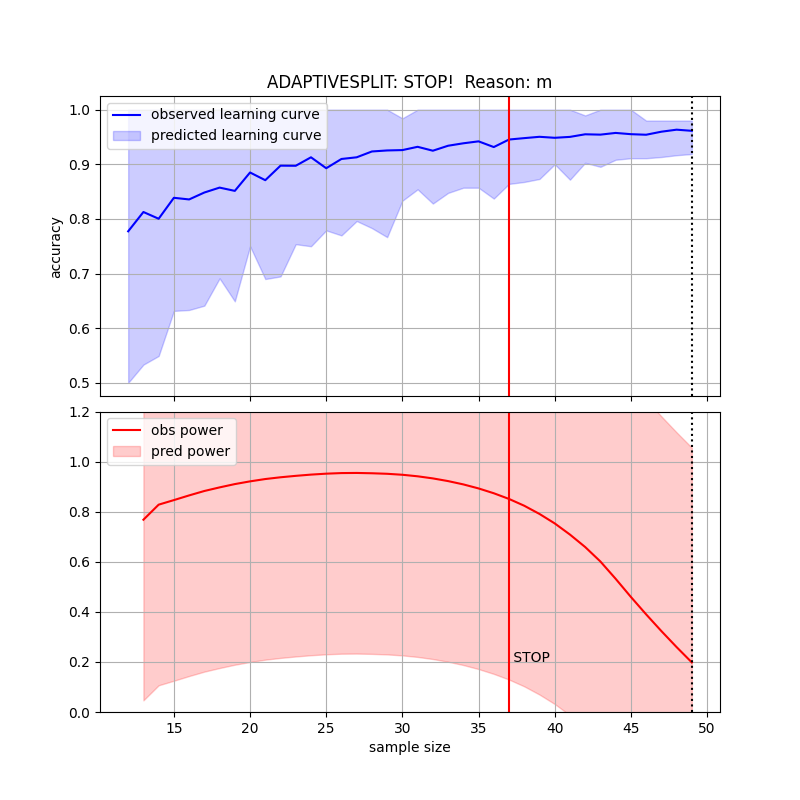 ADAPTIVESPLIT: STOP!  Reason: m
1.0
0.9
0.8
0.7
0.6
0.5
accuracy
observed learning curve
predicted learning curve
1.2
1.0
0.8
0.6
0.4
0.2
0.0
obs power
pred power
STOP
15 20 25 30 35 40 45 50
sample size